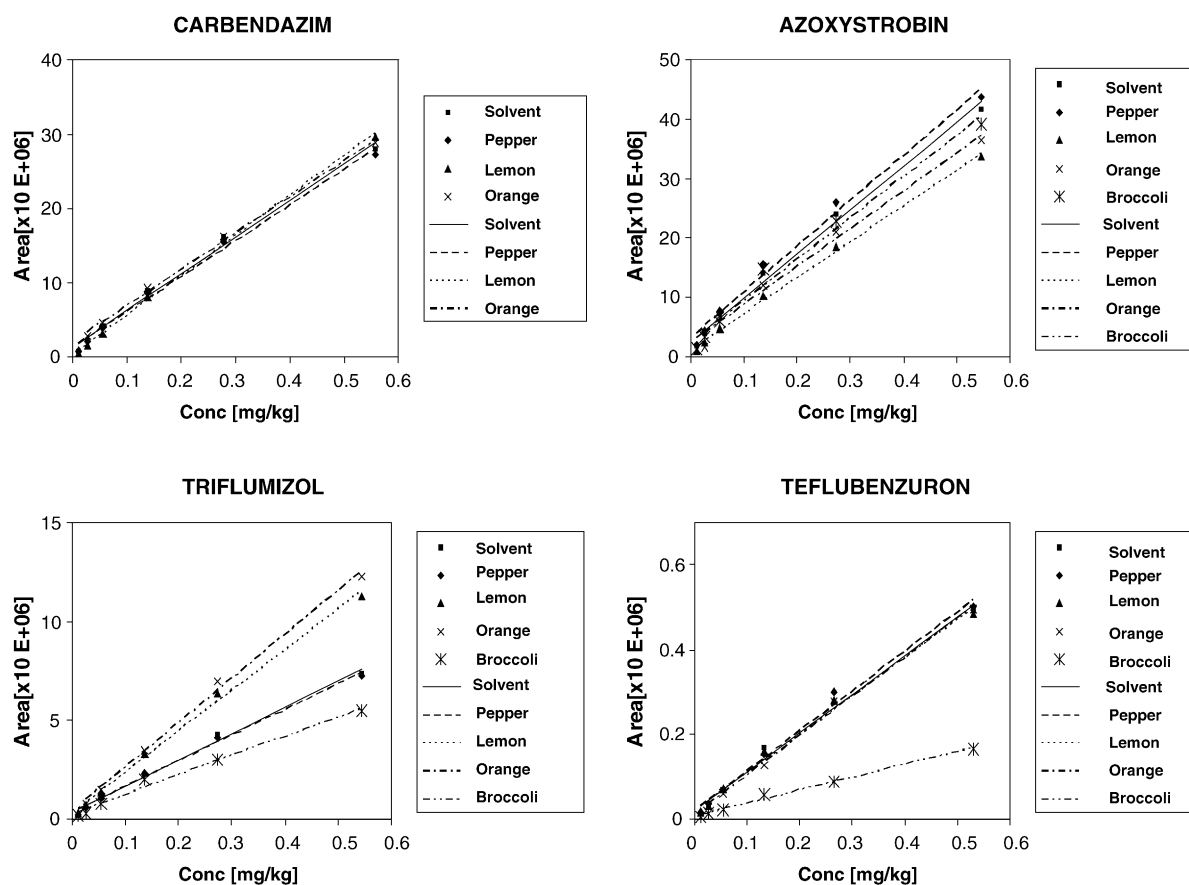 CARBENDAZIM
Area[x10 E+06]
40
30
20
10
0
0 0.1 0.2 0.3 0.4 0.5 0.6
Conc [mg/kg]
Solvent
Pepper
Lemon
Orange
Solvent
Pepper
Lemon
Orange
AZOXYSTROBIN
Area[x10 E+06]
50
40
30
20
10
0
0 0.1 0.2 0.3 0.4 0.5 0.6
Conc [mg/kg]
Solvent
Pepper
Lemon
Orange
Broccoli
Solvent
Pepper
Lemon
Orange
Broccoli
TRIFLUMIZOL
Area[x10 E+06]
15
10
5
0
0 0.1 0.2 0.3 0.4 0.5 0.6
Conc [mg/kg]
Solvent
Pepper
Lemon
Orange
Broccoli
Solvent
Pepper
Lemon
Orange
Broccoli
TEFLUBENZURON
Area[x10 E+06]
0.6
0.4
0.2
0
0 0.1 0.2 0.3 0.4 0.5 0.6
Conc [mg/kg]
Solvent
Pepper
Lemon
Orange
Broccoli
Solvent
Pepper
Lemon
Orange
Broccoli